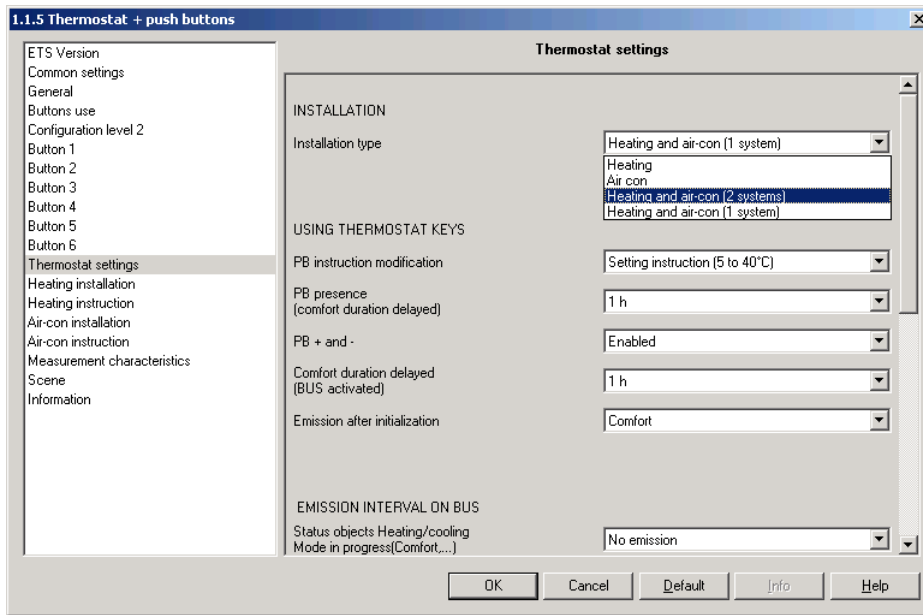 1.1.5 Thermostat + push buttons
ETS Version
Common settings
General
Buttons use
Configuration level 2
Button 1
Button 2
Button 3
Button 4
Button 5
Button 6
Thermostat settings
Heating installation
Heating instruction
Air-con installation
Air-con instruction
Measurement characteristics
Scene
Information
Thermostat settings
INSTALLATION
Installation type Heating and air-con (1 system)
Heating
Air con
Heating and air-con (2 systems)
Heating and air-con (1 system)
USING THERMOSTAT KEYS
PB instruction modification Setting instruction (5 to 40°C)
PB presence
(comfort duration delayed) 1 h
PB + and - Enabled
Comfort duration delayed
(BUS activated) 1 h
Emission after initialization Comfort
EMISSION INTERVAL ON BUS
Status objects Heating/cooling
Mode in progress(Comfort,...) No emission
OK Cancel Default Info Help